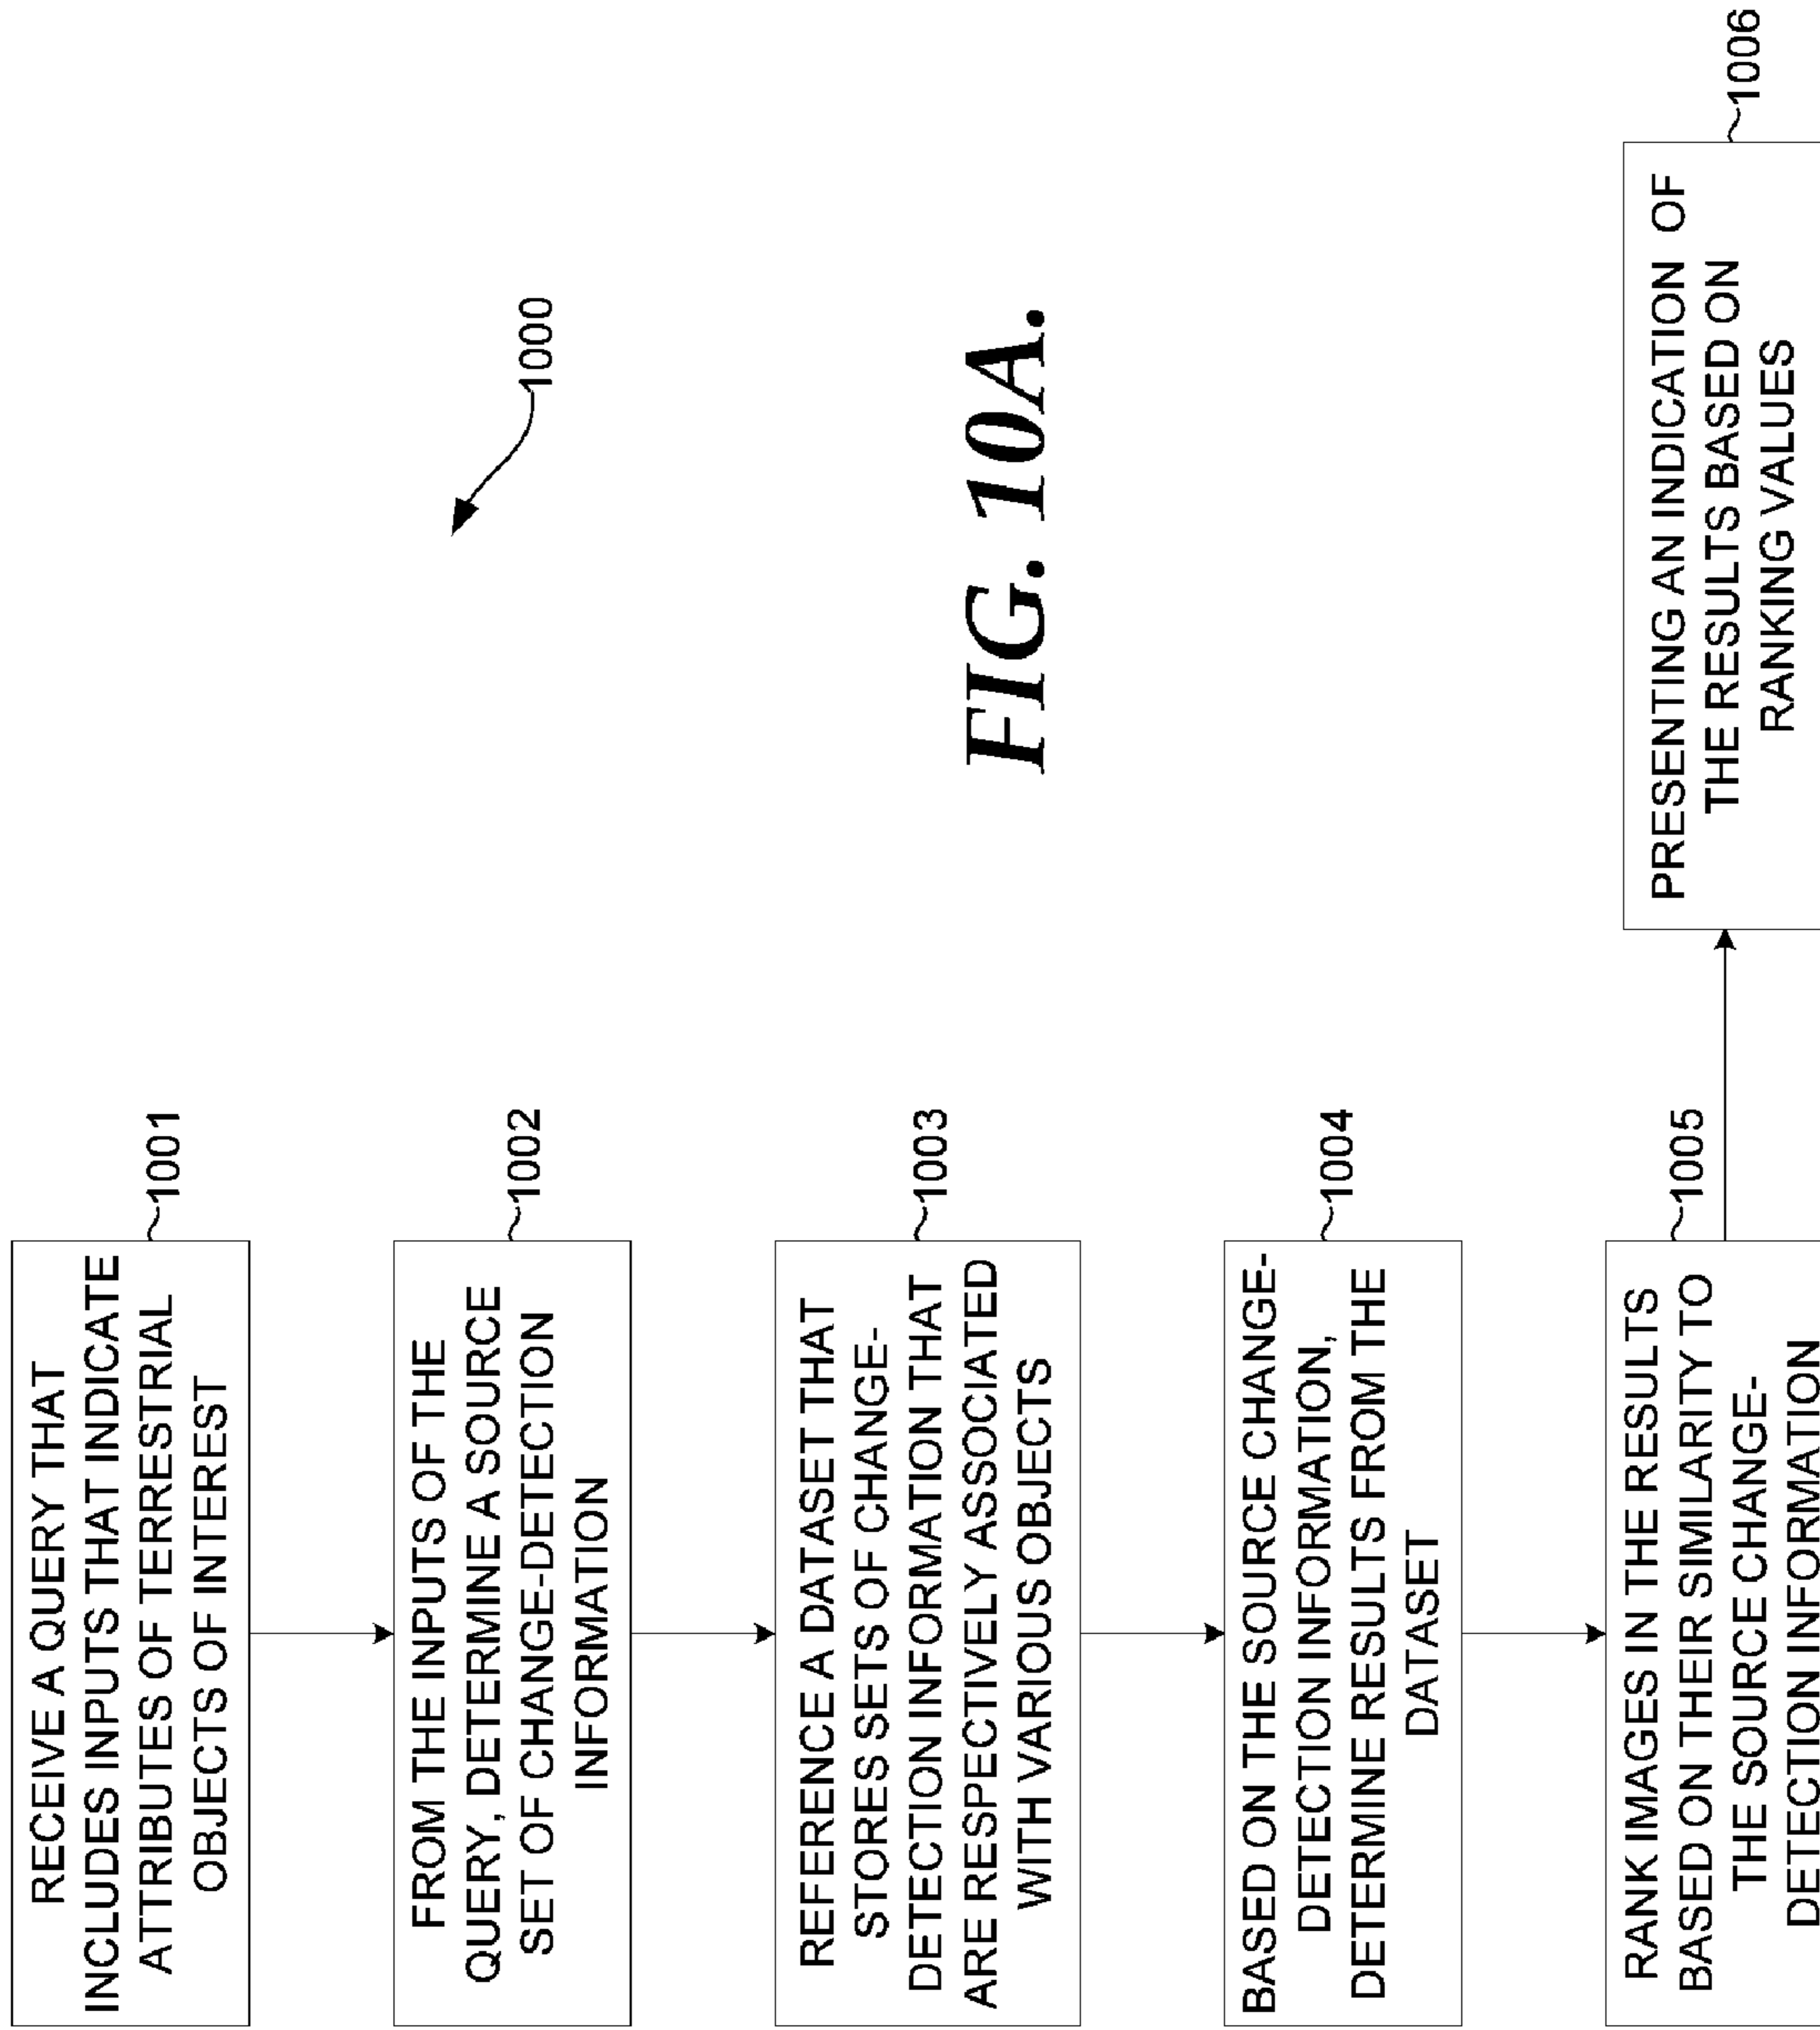 RECEIVE A QUERY THAT
INCLUDES INPUTS THAT INDICATE
ATTRIBUTES OF TERRESTRIAL
OBJECTS OF INTEREST
1001
FROM THE INPUTS OF THE
QUERY, DETERMINE A SOURCE
SET OF CHANGE-DETECTION
INFORMATION
1002
REFERENCE A DATASET THAT
STORES SETS OF CHANGE-
DETECTION INFORMATION THAT
ARE RESPECTIVELY ASSOCIATED
WITH VARIOUS OBJECTS
1003
BASED ON THE SOURCE CHANGE-
DETECTION INFORMATION,
DETERMINE RESULTS FROM THE
DATASET
1004
RANK IMAGES IN THE RESULTS
BASED ON THEIR SIMILARITY TO
THE SOURCE CHANGE-
DETECTION INFORMATION
1005
PRESENTING AN INDICATION OF
THE RESULTS BASED ON
RANKING VALUES
1006
1000
FIG. 10A.